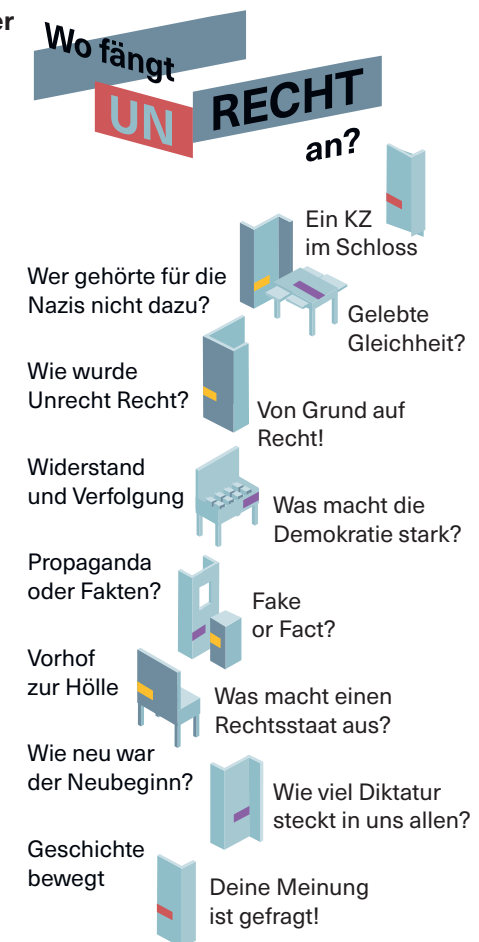 er
Wo fängt
UN
RECHT
an?
Ein KZ
im Schloss
Wer gehörte für die
Nazis nicht dazu?
Gelebte
Gleichheit?
Wie wurde
Unrecht Recht?
Von Grund auf
Recht!
Widerstand
und Verfolgung
Was macht die
Demokratie stark?
Propaganda
oder Fakten?
Fake
or Fact?
Vorhof
zur Hölle
Was macht einen
Rechtsstaat aus?
Wie neu war
der Neubeginn?
Wie viel Diktatur
steckt in uns allen?
Geschichte
bewegt
Deine Meinung
ist gefragt!